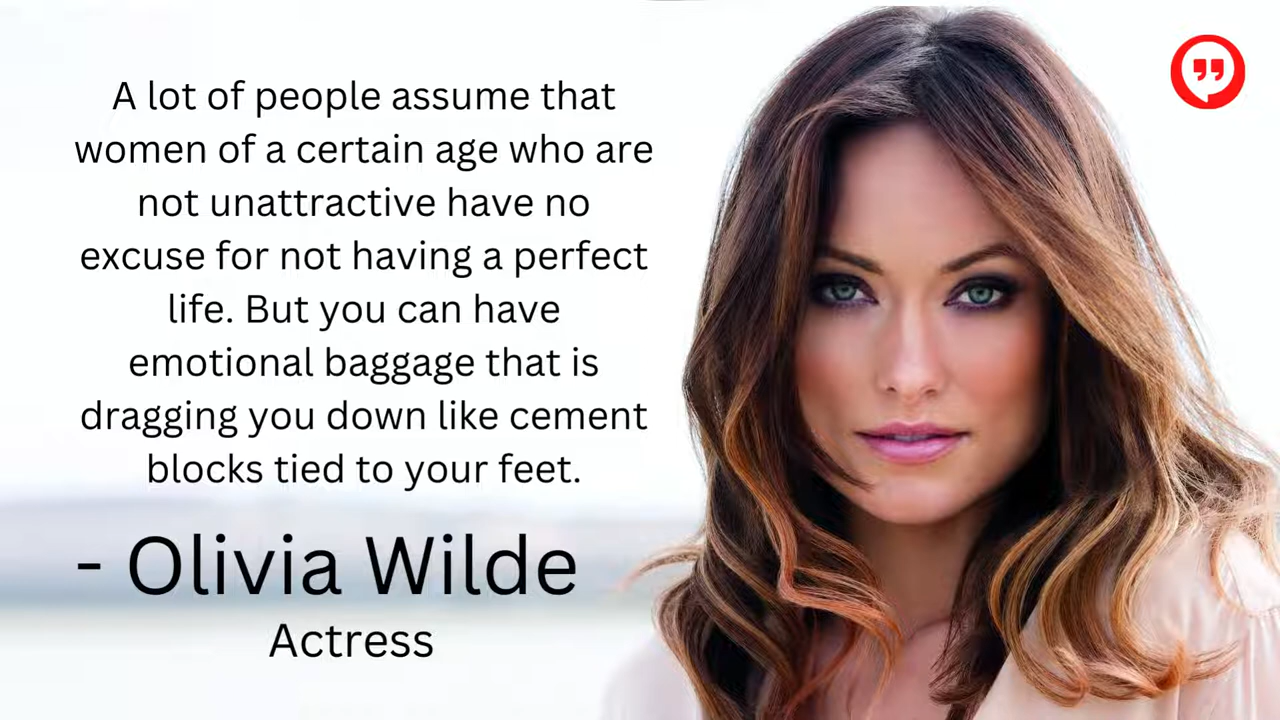 A lot of people assume that
women of a certain age who are
not unattractive have no
excuse for not having a perfect
life. But you can have
emotional baggage that is
dragging you down like cement
blocks tied to your feet.
- Olivia Wilde
Actress